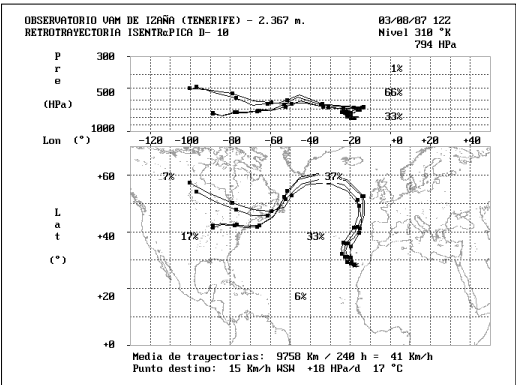 OBSERVATORIO VAM DE IZAÑA (TENERIFE) - 2.367 m. 03/08/87 12Z
RETROTRAYECTORIA ISENTRαPICA D- 10 Nivel 310 °K
794 HPa
P r e (HPa)
300
500
1000
1%
66%
33%
Lon (°) -120 -100 -80 -60 -40 -20 +0 +20 +40
L a t (°)
+60
+40
+20
+0
7%
37%
17%
33%
6%
Media de trayectorias: 9758 Km / 240 h = 41 Km/h
Punto destino: 15 Km/h WSW +18 HPa/d 17 °C